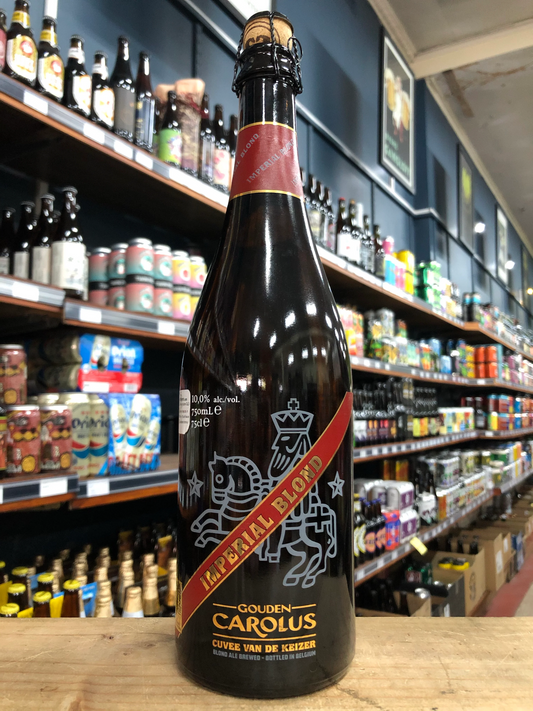 IMPERIAL
BLOND
10,0% alc./vol.
750mL e
75cl e
IMPERIAL BLOND
GOUDEN
CAROLUS
CUVEE VAN DE KEIZER
BLOND ALE BREWED - BOTTLED IN BELGIUM
Orion